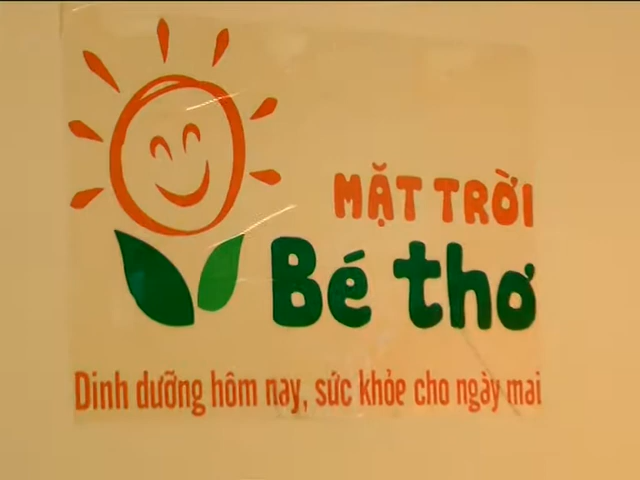 MẶT TRỜI
Bé thơ
Dinh dưỡng hôm nay, sức khỏe cho ngày mai